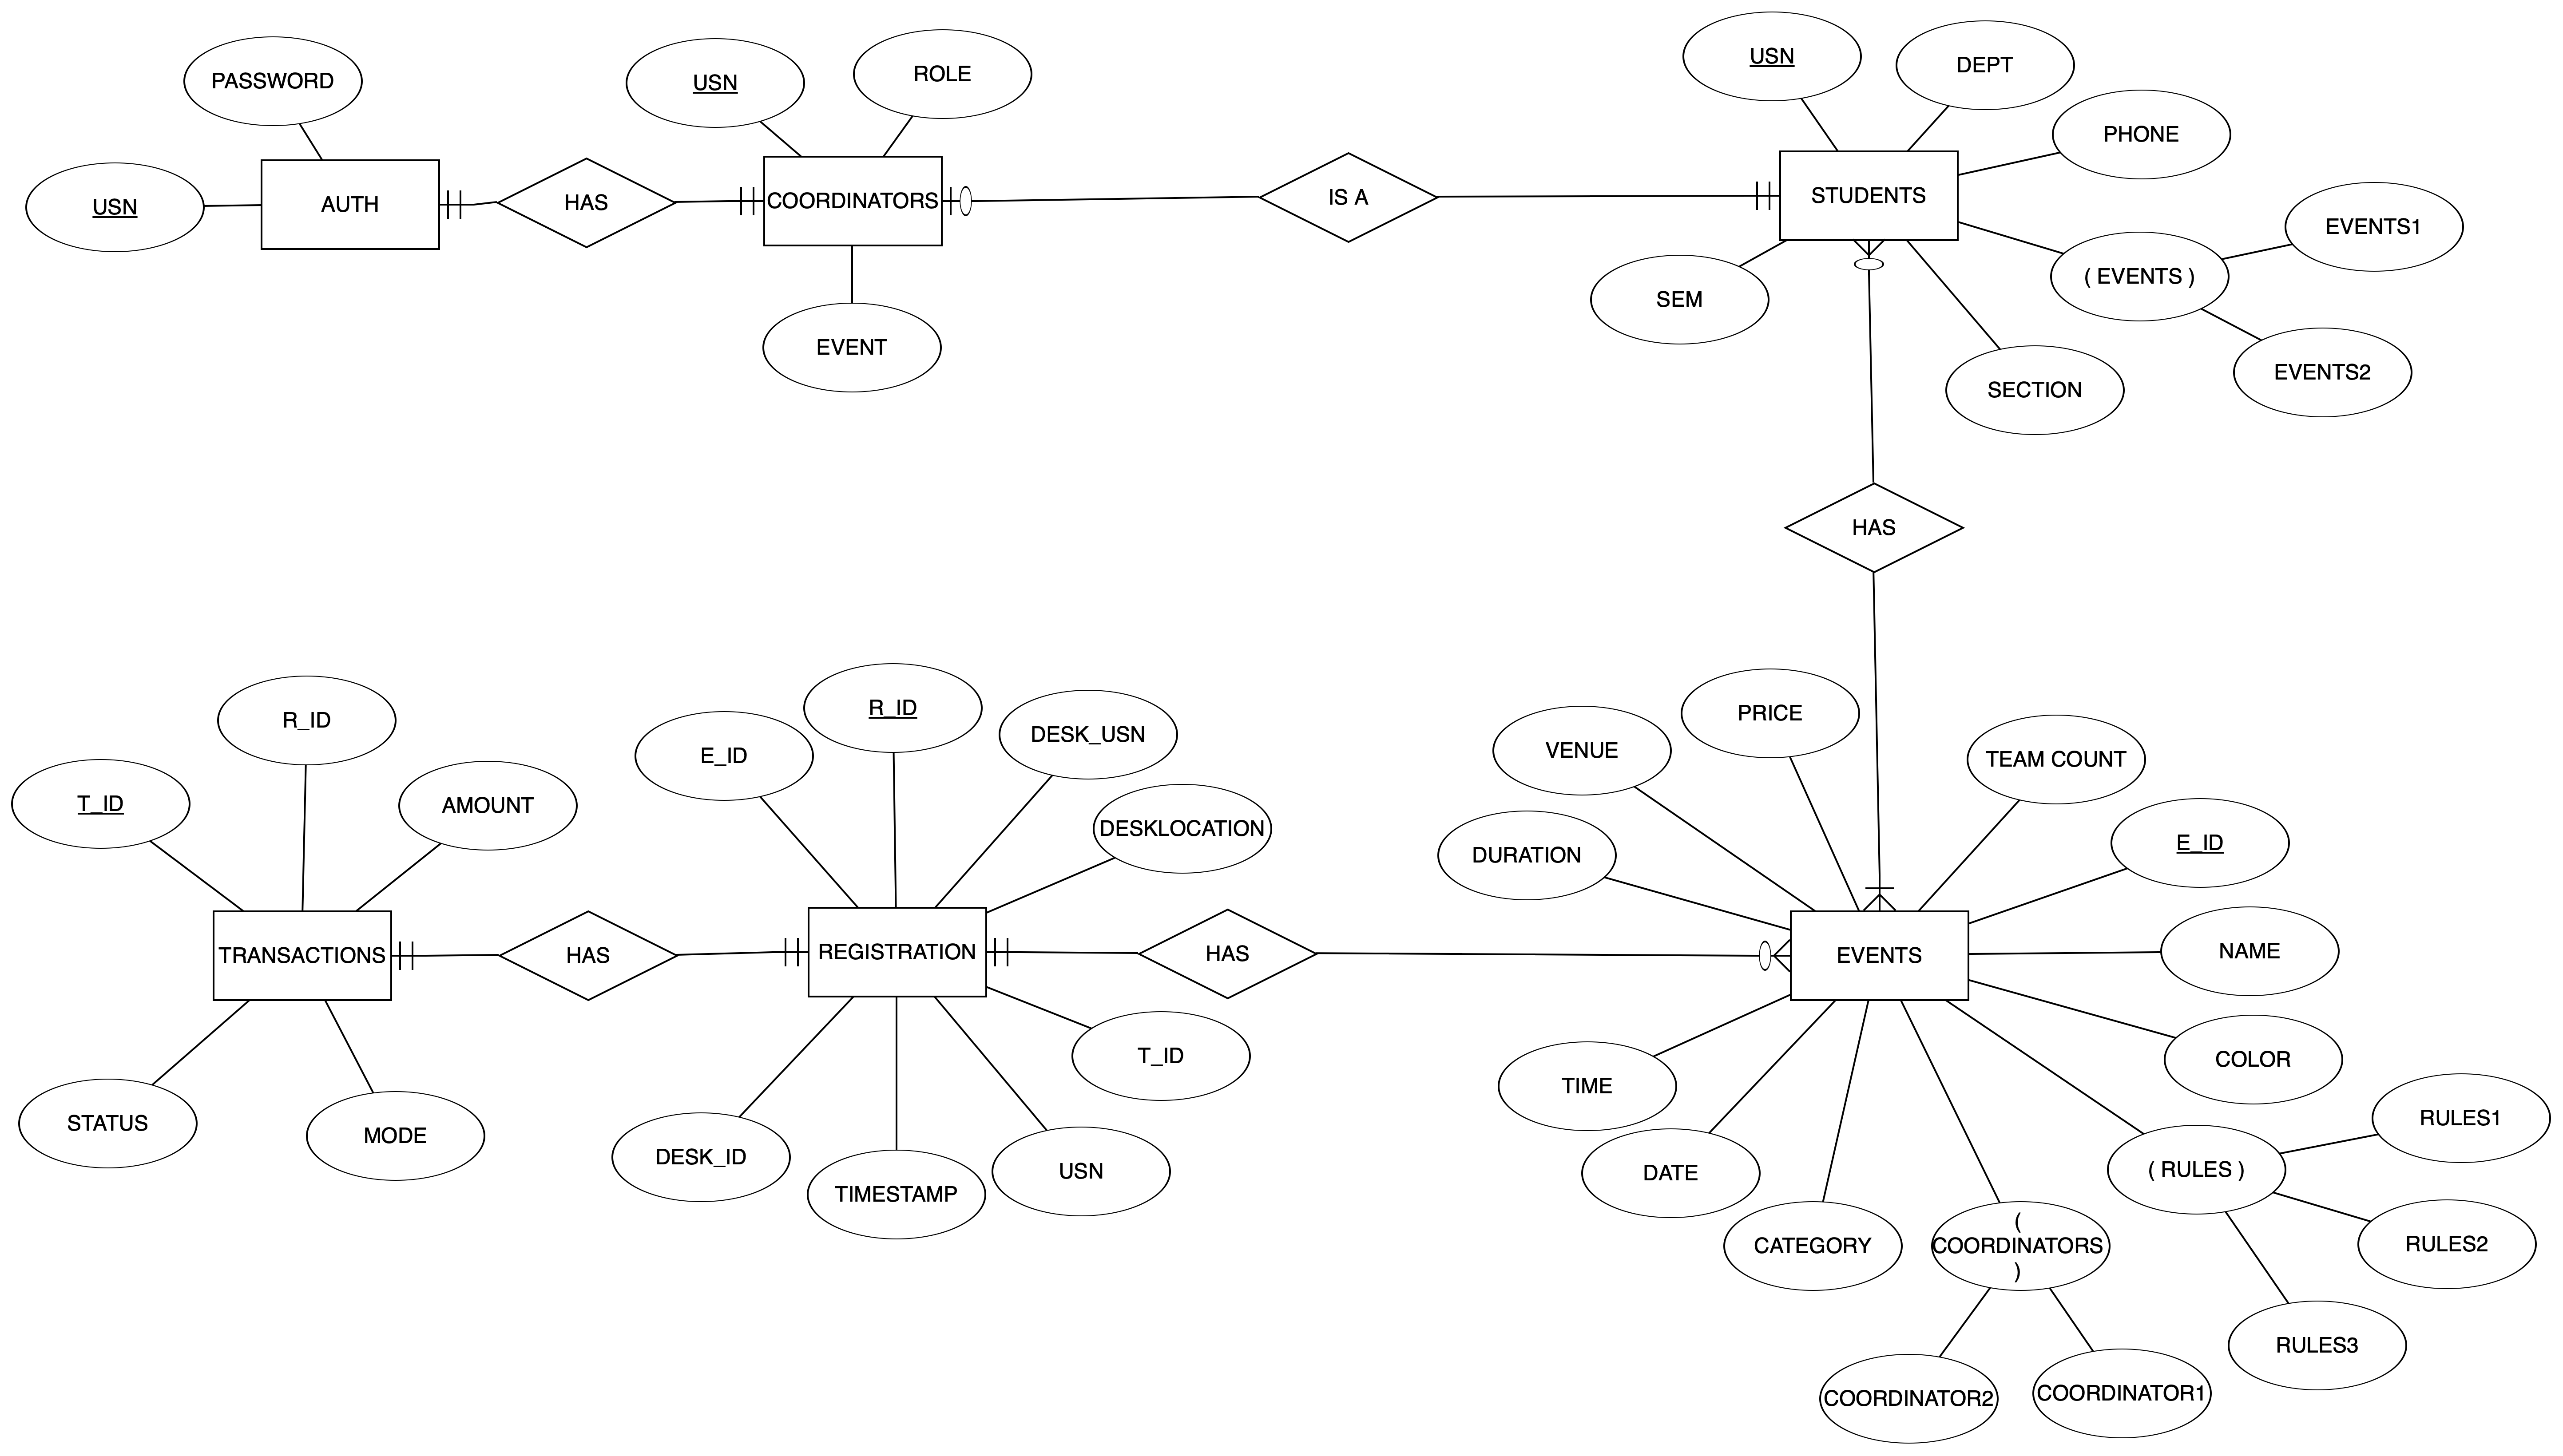 USN
DEPT
ROLE
PASSWORD
USN
PHONE
STUDENTS
IS A
COORDINATORS
HAS
AUTH
USN
EVENTS1
( EVENTS )
SEM
EVENT
EVENTS2
SECTION
HAS
R_ID
PRICE
R_ID
DESK_USN
VENUE
E_ID
TEAM COUNT
T_ID
AMOUNT
DESKLOCATION
E_ID
DURATION
NAME
REGISTRATION
HAS
TRANSACTIONS
HAS
EVENTS
T_ID
COLOR
TIME
RULES1
STATUS
MODE
DESK_ID
USN
( RULES )
DATE
TIMESTAMP
(
COORDINATORS
)
CATEGORY
RULES2
RULES3
COORDINATOR2
COORDINATOR1